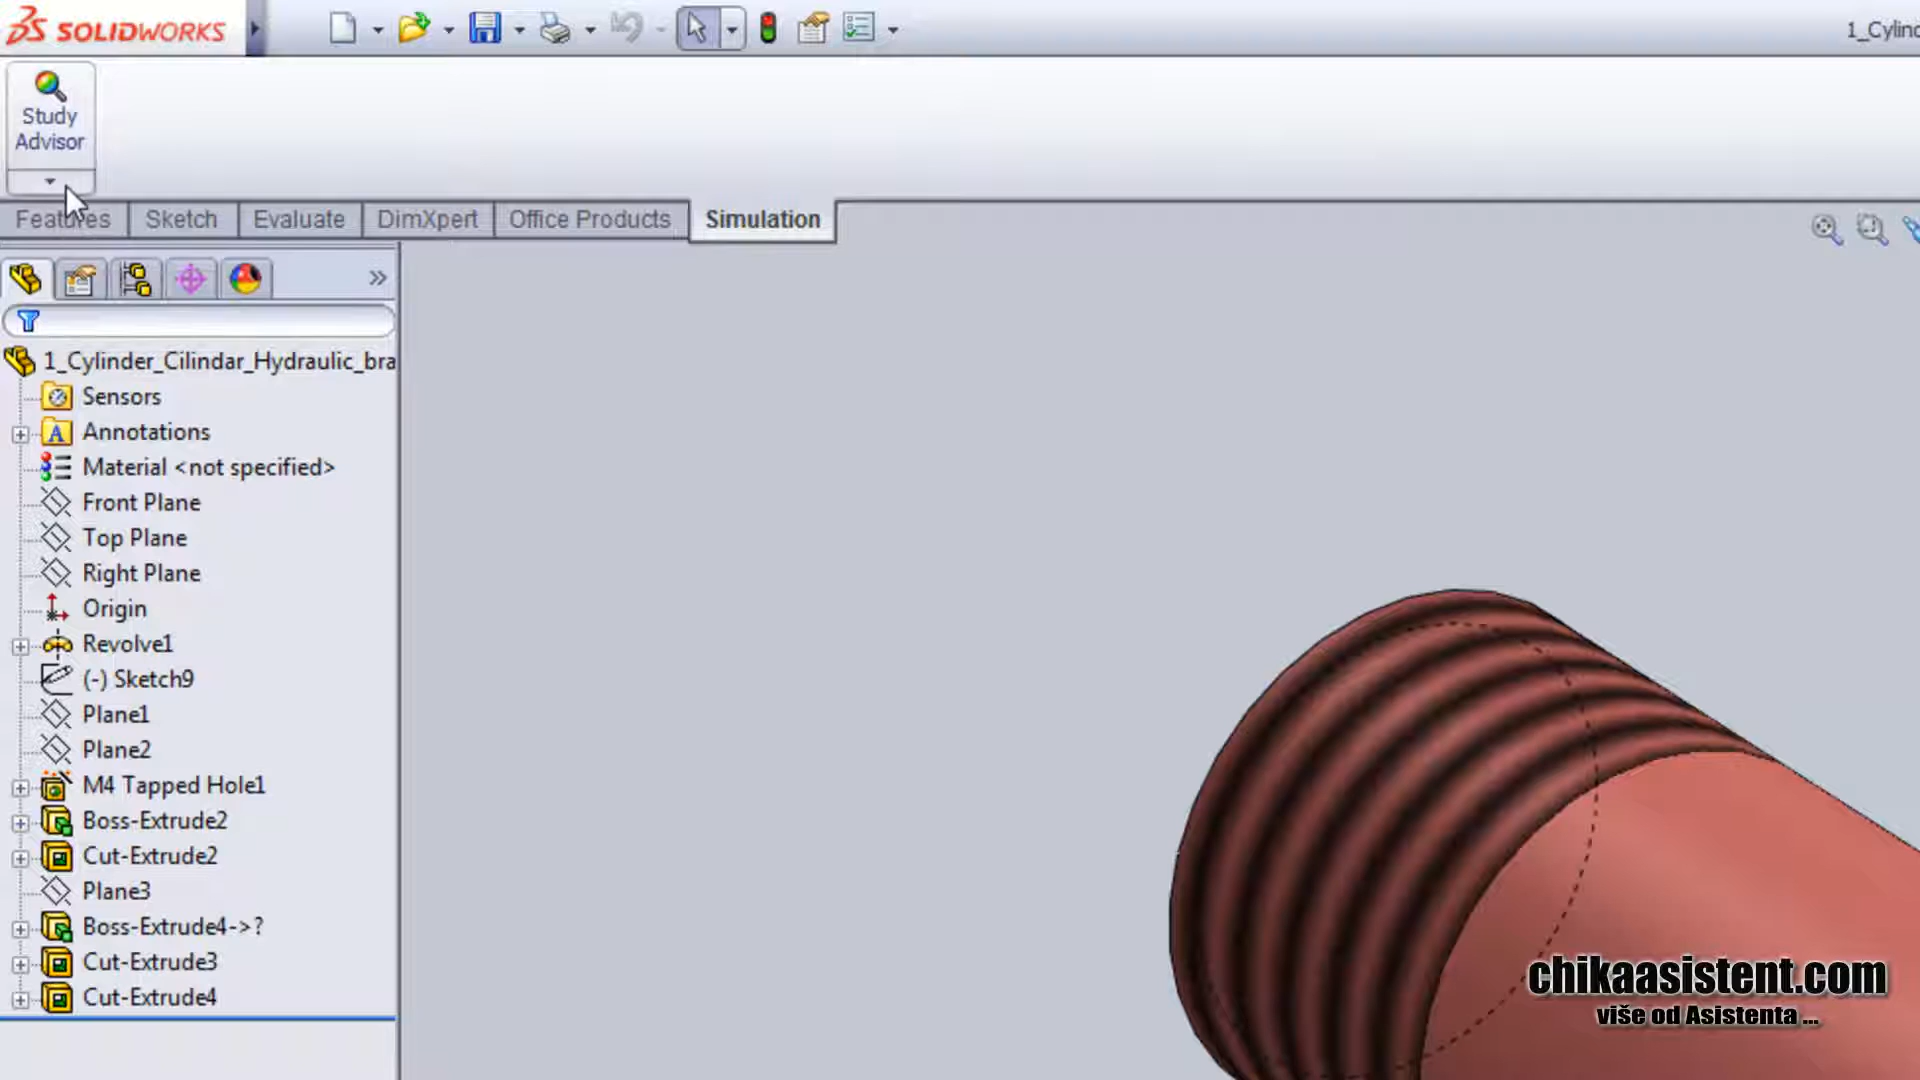 SOLIDWORKS
1_Cylind
Study
Advisor
Features
Sketch
Evaluate
DimXpert
Office Products
Simulation
1_Cylinder_Cilindar_Hydraulic_bra
Sensors
Annotations
Material <not specified>
Front Plane
Top Plane
Right Plane
Origin
Revolve1
(-) Sketch9
Plane1
Plane2
M4 Tapped Hole1
Boss-Extrude2
Cut-Extrude2
Plane3
Boss-Extrude4->?
Cut-Extrude3
Cut-Extrude4
chikaasistent.com
više od Asistenta ...